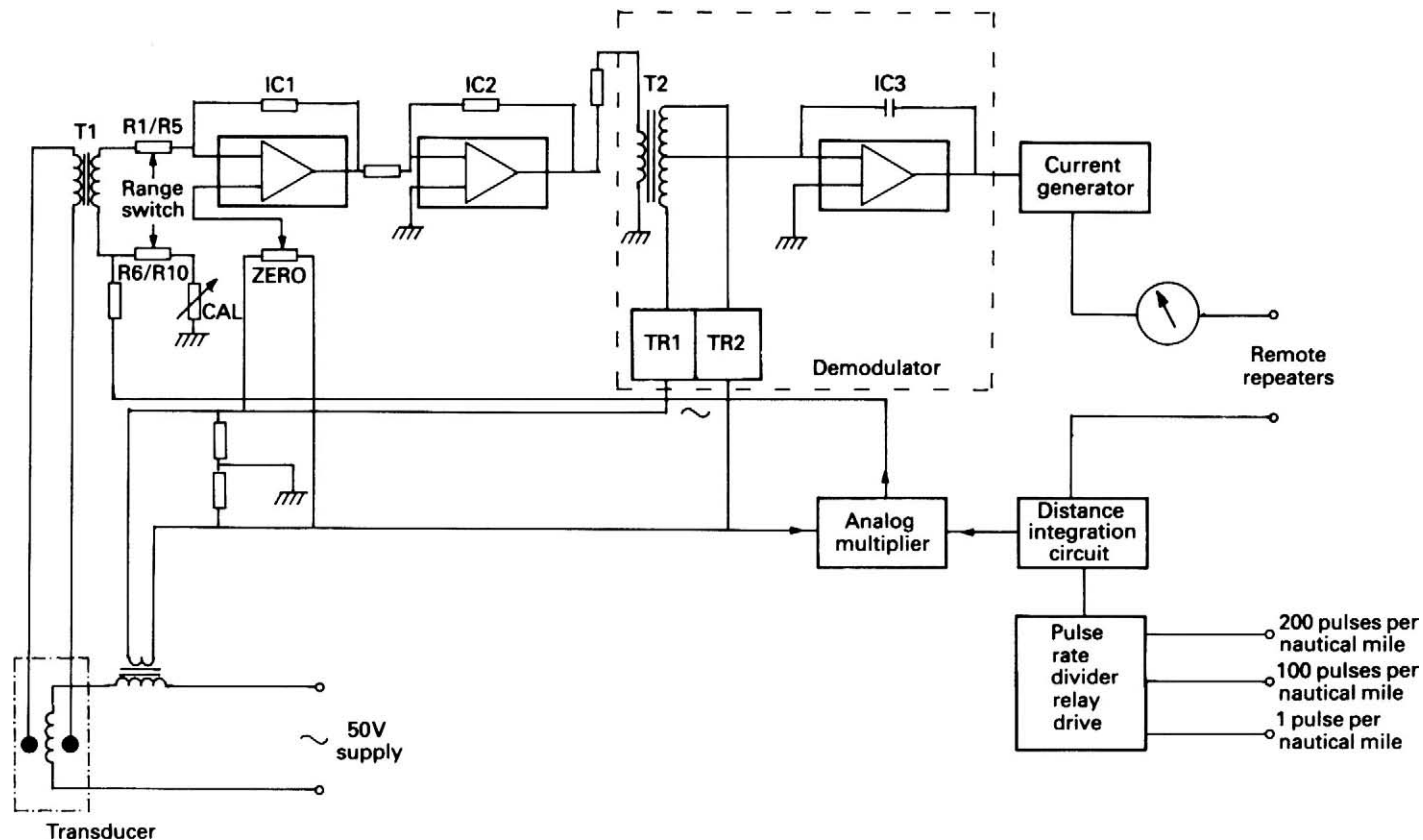 T1
R1/R5
IC1
IC2
T2
IC3
Range
switch
R6/R10
CAL
ZERO
Current
generator
TR1
TR2
Demodulator
Remote
repeaters
Analog
multiplier
Distance
integration
circuit
Pulse
rate
divider
relay
drive
200 pulses per
nautical mile
100 pulses per
nautical mile
1 pulse per
nautical mile
50V
supply
Transducer